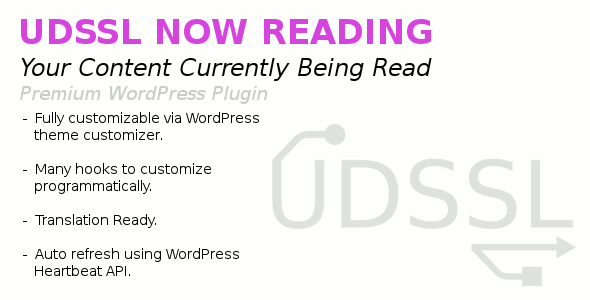 UDSSL NOW READING
Your Content Currently Being Read
Premium WordPress Plugin
- Fully customizable via WordPress
theme customizer.
- Many hooks to customize
programmatically.
- Translation Ready.
- Auto refresh using WordPress
Heartbeat API.
UDSSL